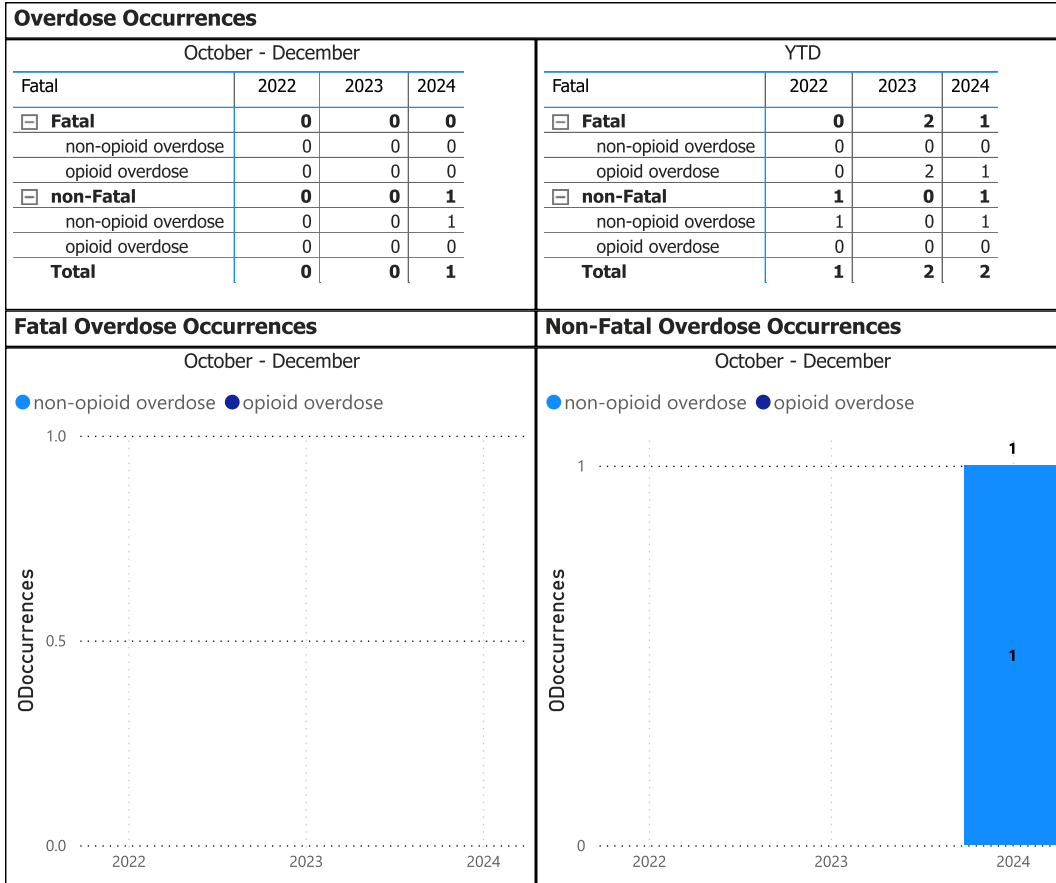 Overdose Occurrences
October - December
Fatal 2022 2023 2024
Fatal 0 0 0
non-opioid overdose 0 0 0
opioid overdose 0 0 0
non-Fatal 0 0 1
non-opioid overdose 0 0 1
opioid overdose 0 0 0
Total 0 0 1
YTD
Fatal 2022 2023 2024
Fatal 0 2 1
non-opioid overdose 0 0 0
opioid overdose 0 2 1
non-Fatal 1 0 1
non-opioid overdose 1 0 1
opioid overdose 0 0 0
Total 1 2 2
Fatal Overdose Occurrences
October - December
non-opioid overdose opioid overdose
1.0
0.5
0.0
ODoccurrences
2022 2023 2024
Non-Fatal Overdose Occurrences
October - December
non-opioid overdose opioid overdose
1
1
1
0
ODoccurrences
2022 2023 2024